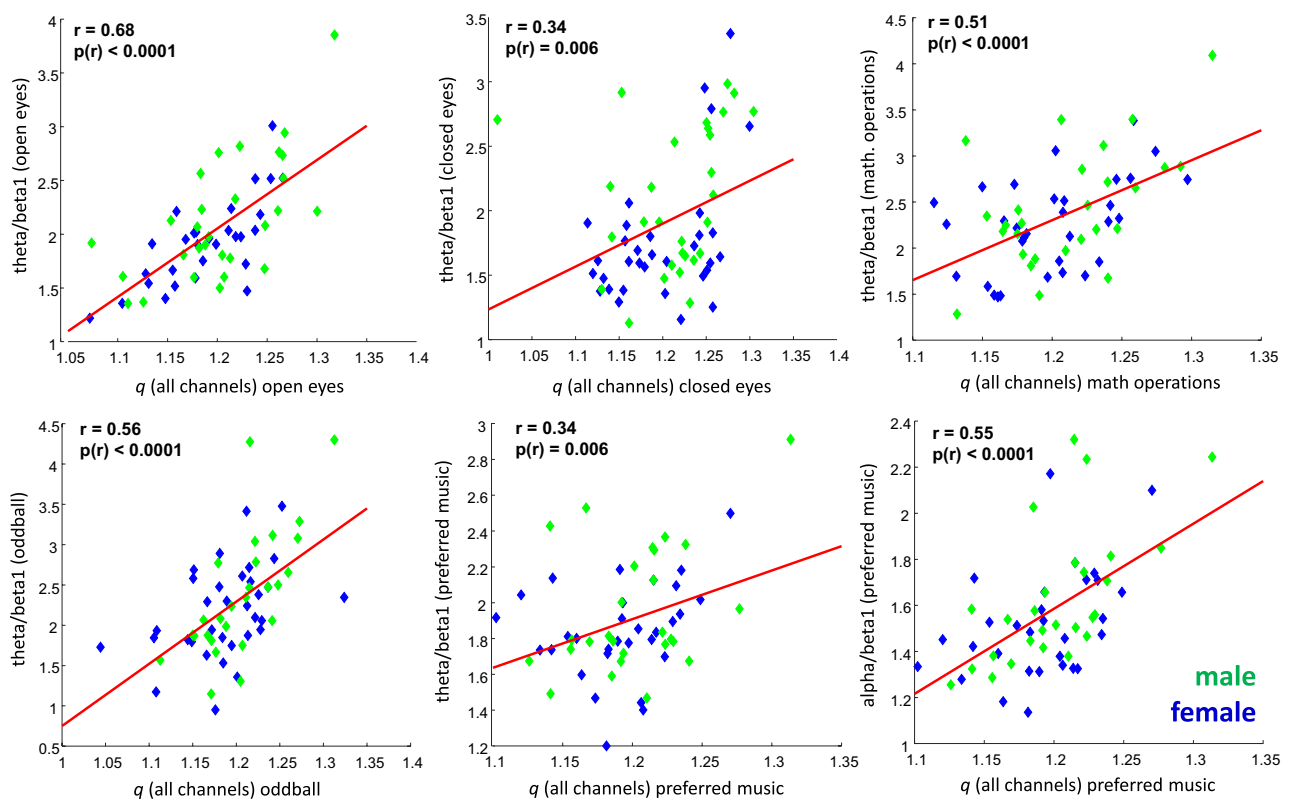 r = 0.68
p(r) < 0.0001
theta/beta1 (open eyes)
4
3.5
3
2.5
2
1.5
1
1.05 1.1 1.15 1.2 1.25 1.3 1.35 1.4
q (all channels) open eyes
r = 0.34
p(r) = 0.006
theta/beta1 (closed eyes)
3.5
3
2.5
2
1.5
1
1 1.05 1.1 1.15 1.2 1.25 1.3 1.35 1.4
q (all channels) closed eyes
r = 0.51
p(r) < 0.0001
theta/beta1 (math. operations)
4.5
4
3.5
3
2.5
2
1.5
1
1.1 1.15 1.2 1.25 1.3 1.35
q (all channels) math operations
r = 0.56
p(r) < 0.0001
theta/beta1 (oddball)
4.5
4
3.5
3
2.5
2
1.5
1
0.5
1 1.05 1.1 1.15 1.2 1.25 1.3 1.35 1.4
q (all channels) oddball
r = 0.34
p(r) = 0.006
theta/beta1 (preferred music)
3
2.8
2.6
2.4
2.2
2
1.8
1.6
1.4
1.2
1.1 1.15 1.2 1.25 1.3 1.35
q (all channels) preferred music
r = 0.55
p(r) < 0.0001
alpha/beta1 (preferred music)
2.4
2.2
2
1.8
1.6
1.4
1.2
1
1.1 1.15 1.2 1.25 1.3 1.35
q (all channels) preferred music
male
female